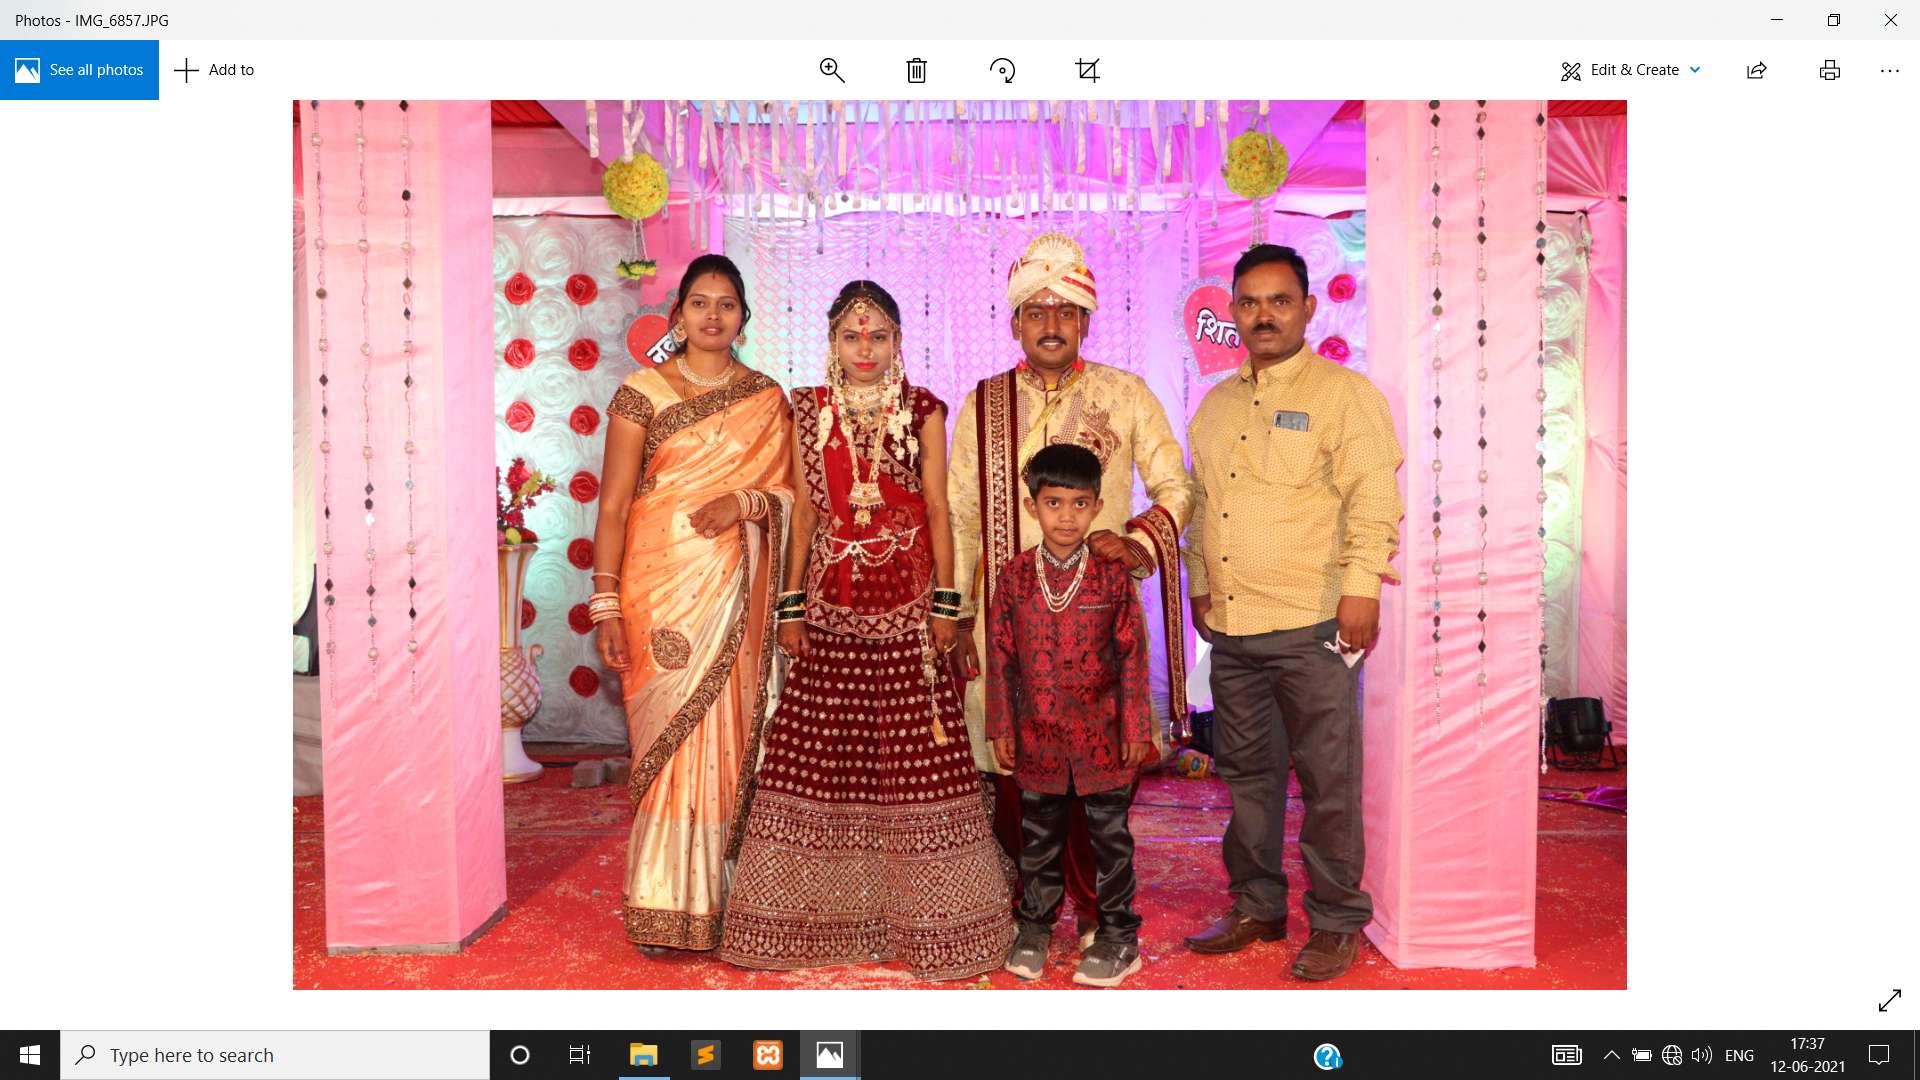 Photos - IMG_6857.JPG
See all photos
Add to
Edit & Create
शित
Type here to search
ENG
17:37
12-06-2021